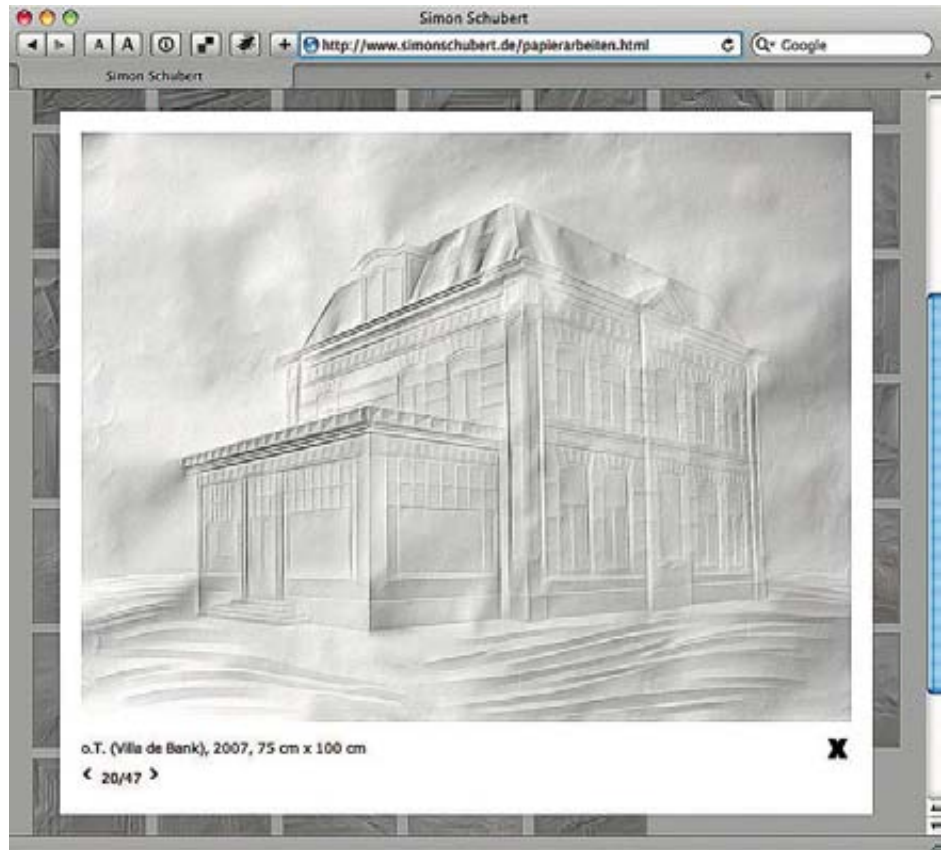 Simon Schubert
A A
http://www.simonschubert.de/papierarbeiten.html
Google
Simon Schubert
o.T. (Villa de Bank), 2007, 75 cm x 100 cm
20/47
X